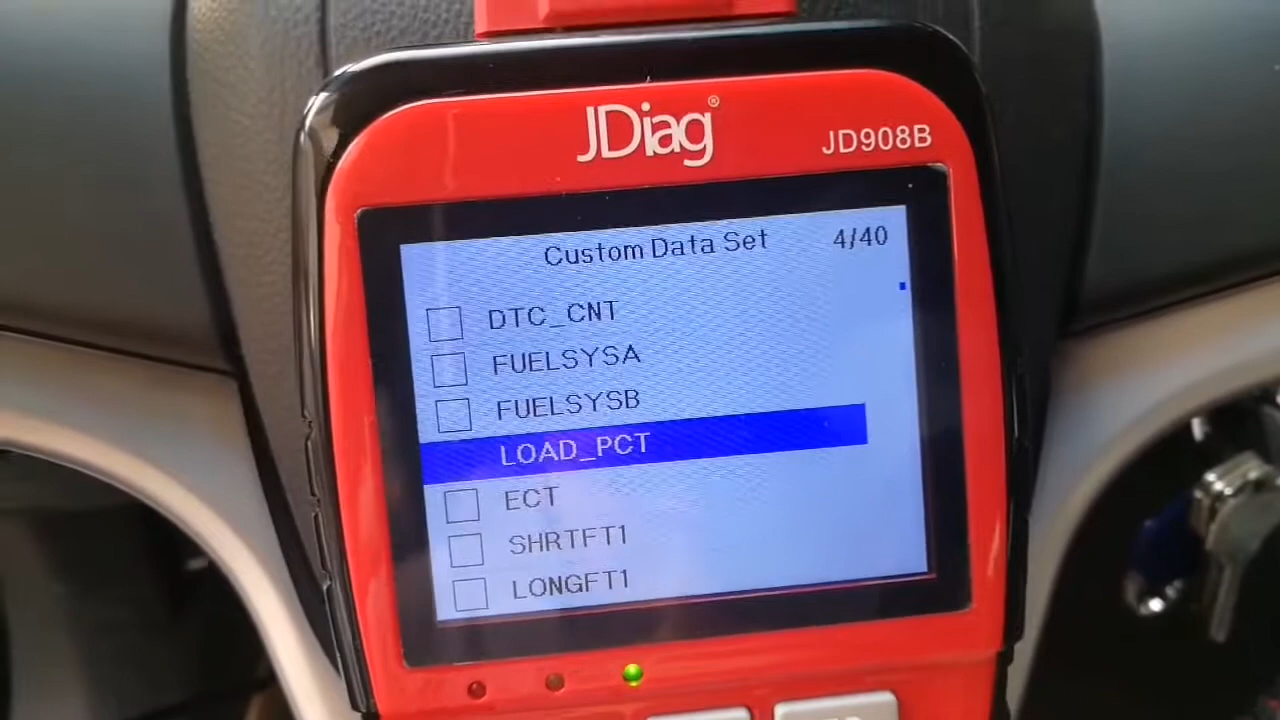 JDiag®
JD908B
Custom Data Set 4/40
DTC_CNT
FUELSYSA
FUELSYSB
LOAD_PCT
ECT
SHRTFT1
LONGFT1